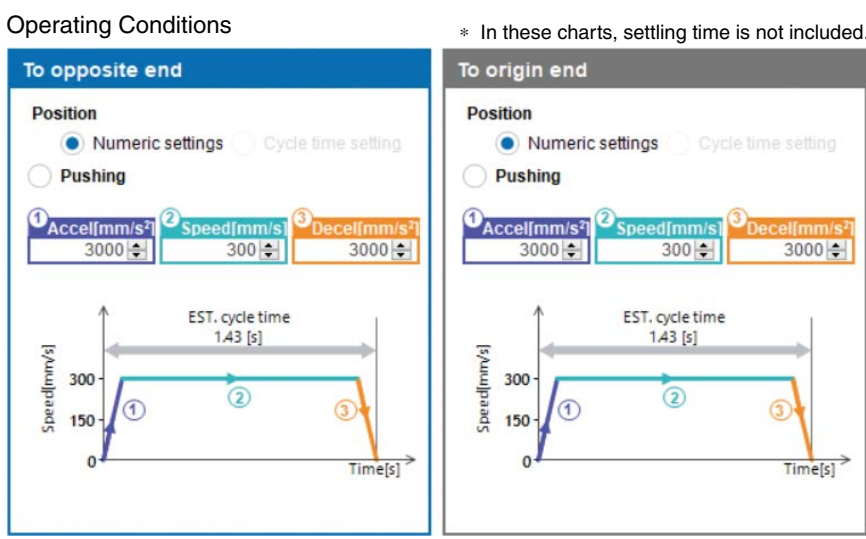 Operating Conditions
* In these charts, settling time is not included.
To opposite end
Position
Numeric settings Cycle time setting
Pushing
① Accel[mm/s²] ② Speed[mm/s] ③ Decel[mm/s²]
3000 300 3000
EST. cycle time
1.43 [s]
Speed[mm/s]
300
150
0
① ② ③
Time[s]
To origin end
Position
Numeric settings Cycle time setting
Pushing
① Accel[mm/s²] ② Speed[mm/s] ③ Decel[mm/s²]
3000 300 3000
EST. cycle time
1.43 [s]
Speed[mm/s]
300
150
0
① ② ③
Time[s]